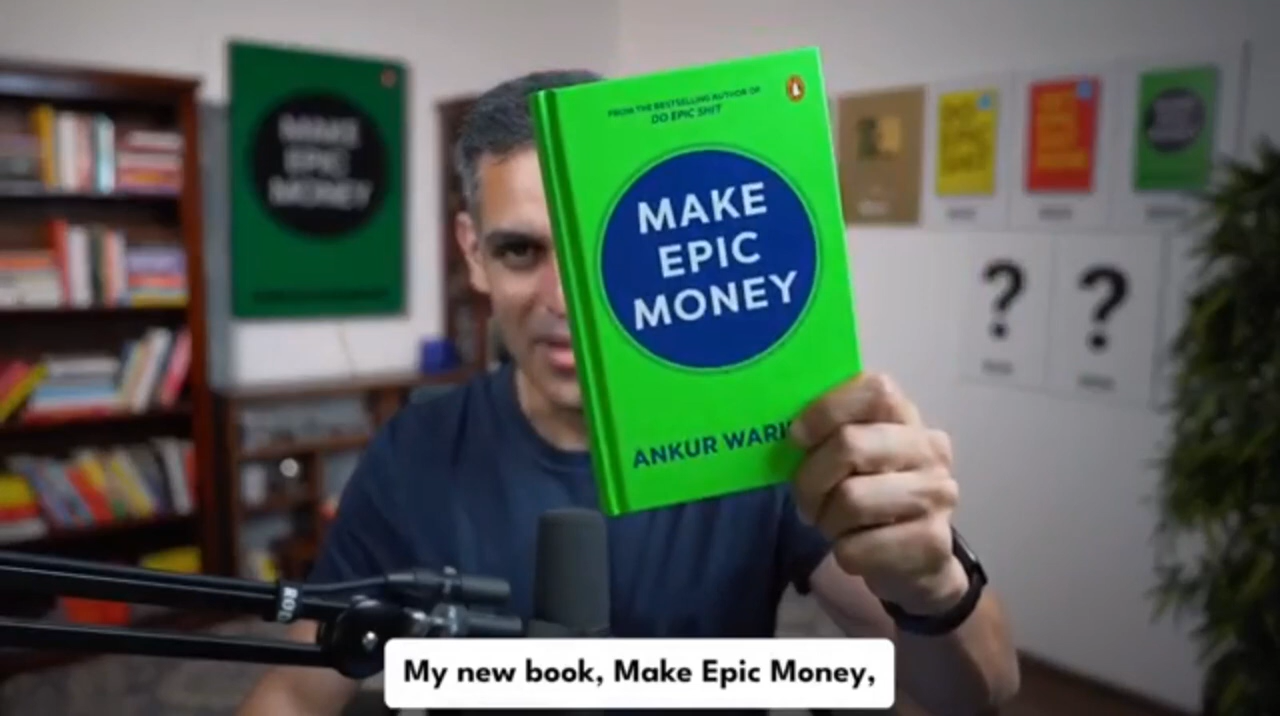 MAKE
EPIC
MONEY
FROM THE BESTSELLING AUTHOR OF
DO EPIC SHIT
MAKE
EPIC
MONEY
ANKUR WARI
?
?
My new book, Make Epic Money,